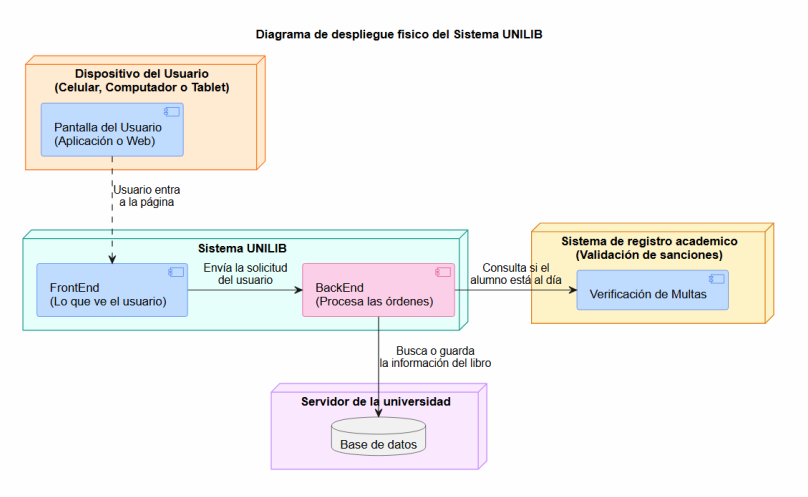 Diagrama de despliegue fisico del Sistema UNILIB
Dispositivo del Usuario
(Celular, Computador o Tablet)
Pantalla del Usuario
(Aplicación o Web)
Usuario entra
a la página
Sistema UNILIB
FrontEnd
(Lo que ve el usuario)
Envía la solicitud
del usuario
BackEnd
(Procesa las órdenes)
Consulta si el
alumno está al día
Sistema de registro academico
(Validación de sanciones)
Verificación de Multas
Busca o guarda
la información del libro
Servidor de la universidad
Base de datos